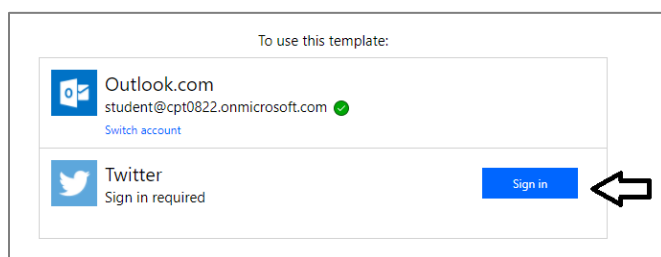 To use this template:
Outlook.com
student@cpt0822.onmicrosoft.com
Switch account
Twitter
Sign in required
Sign in